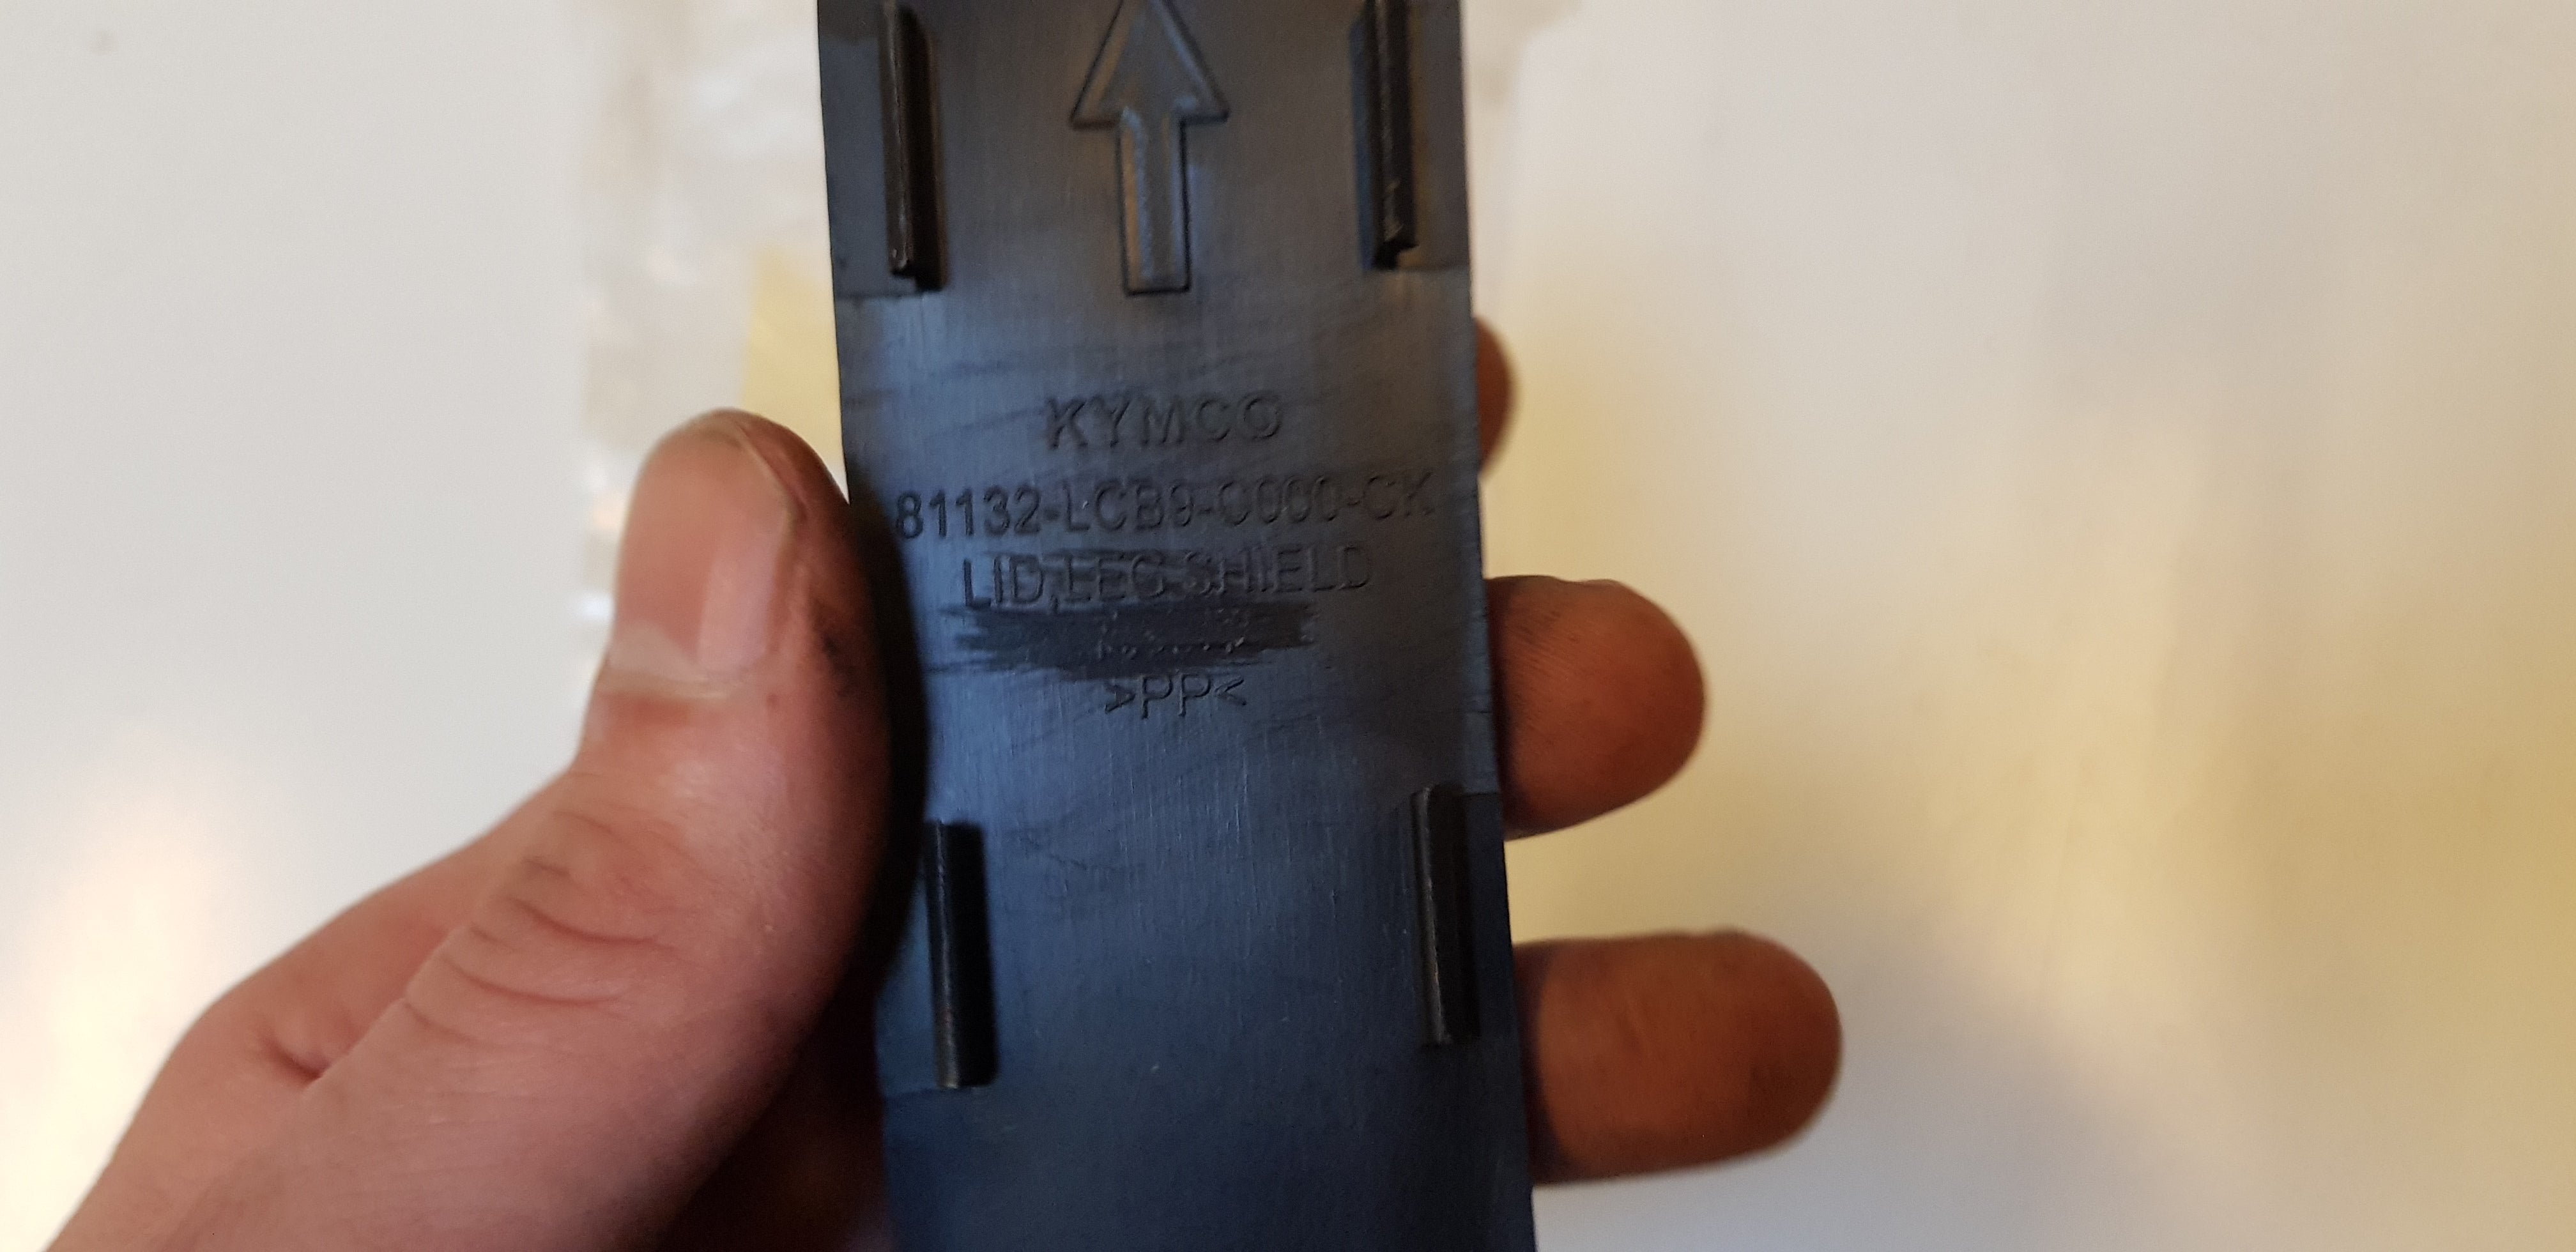 KYMCO
81132-LCB9-C000-CK
LID,LEG SHIELD
>PP<